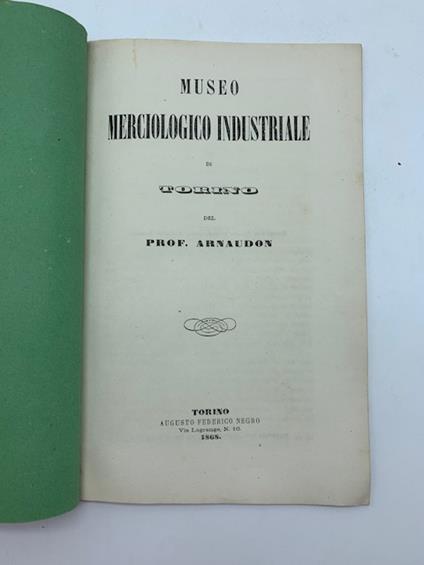 MUSEO
MERCIOLOGICO INDUSTRIALE
DI
TORINO
DEL
PROF. ARNAUDON
TORINO
AUGUSTO FEDERICO NEGRO
Via Lagrange, N. 10.
1868.